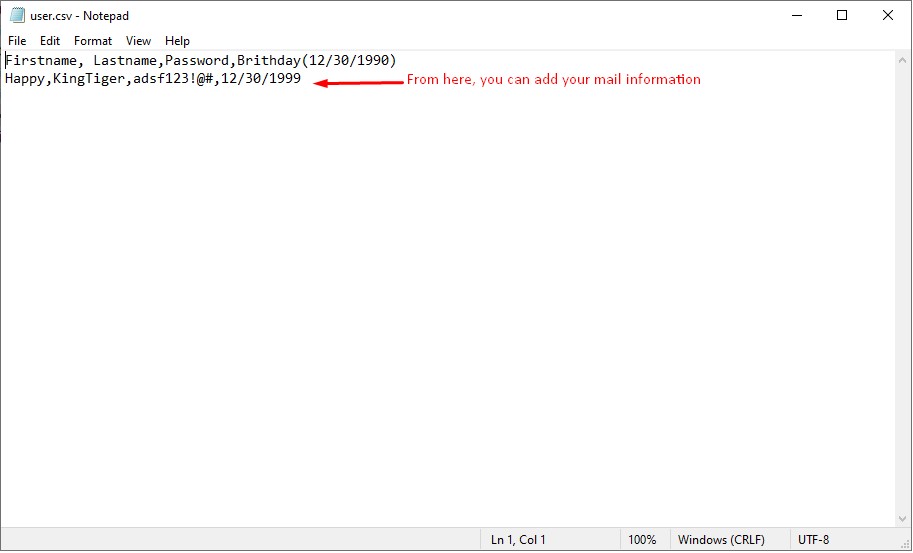 user.csv - Notepad
File Edit Format View Help
Firstname, Lastname,Password,Brithday(12/30/1990)
Happy,KingTiger,adsf123!@#,12/30/1999
From here, you can add your mail information
Ln 1, Col 1 100% Windows (CRLF) UTF-8